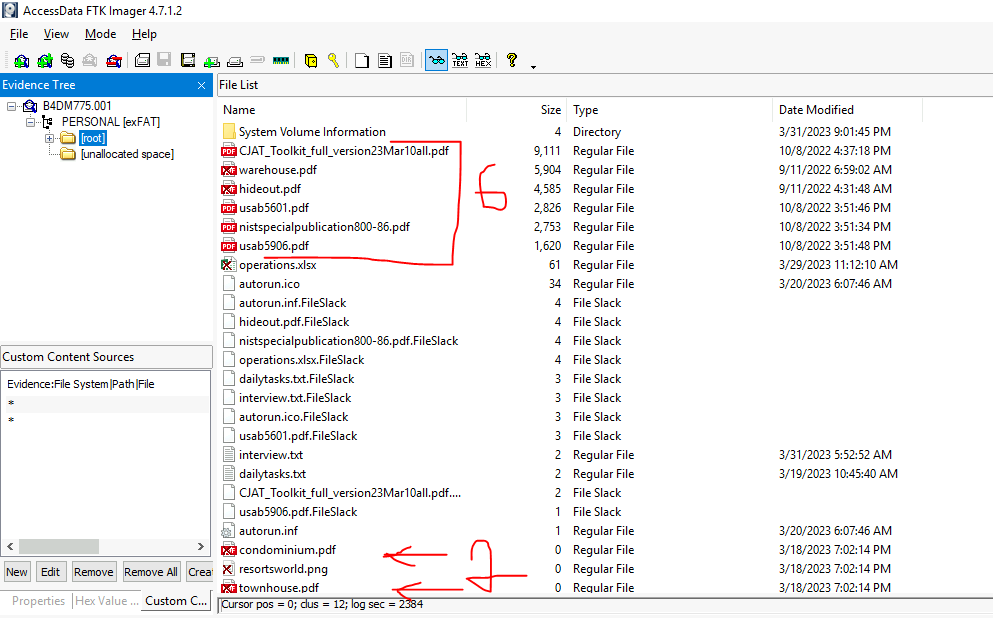 AccessData FTK Imager 4.7.1.2
File View Mode Help
Evidence Tree
File List
B4DM775.001
PERSONAL [exFAT]
[root]
[unallocated space]
Name Size Type Date Modified
System Volume Information 4 Directory 3/31/2023 9:01:45 PM
CJAT_Toolkit_full_version23Mar10all.pdf 9,111 Regular File 10/8/2022 4:37:18 PM
warehouse.pdf 5,904 Regular File 9/11/2022 6:59:02 AM
hideout.pdf 4,585 Regular File 9/11/2022 4:31:48 AM
usab5601.pdf 2,826 Regular File 10/8/2022 3:51:46 PM
nistspecialpublication800-86.pdf 2,753 Regular File 10/8/2022 3:51:34 PM
usab5906.pdf 1,620 Regular File 10/8/2022 3:51:48 PM
6
operations.xlsx 61 Regular File 3/29/2023 11:12:10 AM
autorun.ico 34 Regular File 3/20/2023 6:07:46 AM
autorun.inf.FileSlack 4 File Slack
hideout.pdf.FileSlack 4 File Slack
nistspecialpublication800-86.pdf.FileSlack 4 File Slack
operations.xlsx.FileSlack 4 File Slack
dailytasks.txt.FileSlack 3 File Slack
interview.txt.FileSlack 3 File Slack
autorun.ico.FileSlack 3 File Slack
usab5601.pdf.FileSlack 3 File Slack
interview.txt 2 Regular File 3/31/2023 5:52:52 AM
dailytasks.txt 2 Regular File 3/19/2023 10:45:40 AM
CJAT_Toolkit_full_version23Mar10all.pdf.... 2 File Slack
usab5906.pdf.FileSlack 1 File Slack
autorun.inf 1 Regular File 3/20/2023 6:07:46 AM
condominium.pdf 0 Regular File 3/18/2023 7:02:14 PM
resortsworld.png 0 Regular File 3/18/2023 7:02:14 PM
townhouse.pdf 0 Regular File 3/18/2023 7:02:14 PM
2
Custom Content Sources
Evidence:File System|Path|File
*
*
New Edit Remove Remove All Crea
Properties Hex Value ... Custom C...
Cursor pos = 0; clus = 12; log sec = 2384